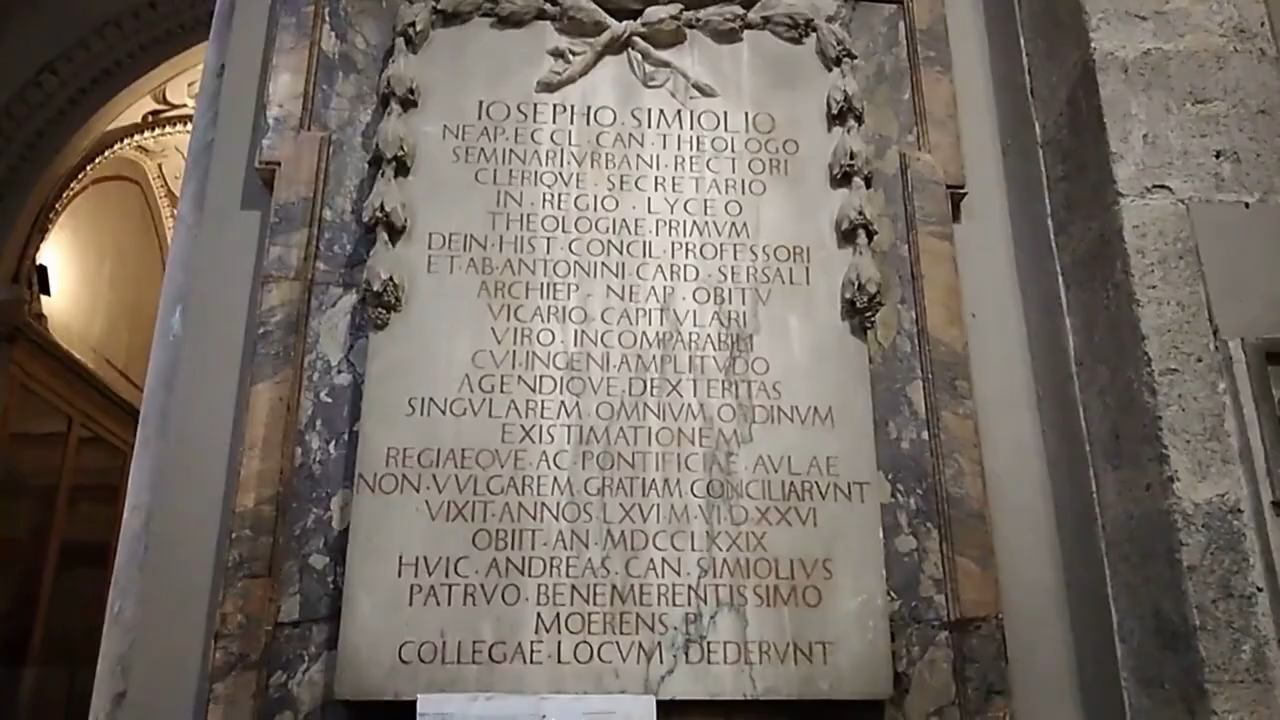 IOSEPHO·SIMIOLIO
NEAP·ECCL·CAN·THEOLOGO
SEMINARI·VRBANI·RECTORI
CLERIQVE·SECRETARIO
IN·REGIO·LYCEO
THEOLOGIAE·PRIMVM
DEIN·HIST·CONCIL·PROFESSORI
ET·AB·ANTONINI·CARD·SERSALI
ARCHIEP·NEAP·OBITV
VICARIO·CAPITVLARI
VIRO·INCOMPARABILI
CVI·INGENI·AMPLITVDO
AGENDIQVE·DEXTERITAS
SINGVLAREM·OMNIVM·ORDINVM
EXISTIMATIONEM
REGIAEQVE·AC·PONTIFICIAE·AVLAE
NON·VVLGAREM·GRATIAM·CONCILIARVNT
VIXIT·ANNOS·LXVI·M·VI·D·XXVI
OBIIT·AN·MDCCLXXIX
HVIC·ANDREAS·CAN·SIMIOLIVS
PATRVO·BENEMERENTISSIMO
MOERENS·P
COLLEGAE·LOCVM·DEDERVNT